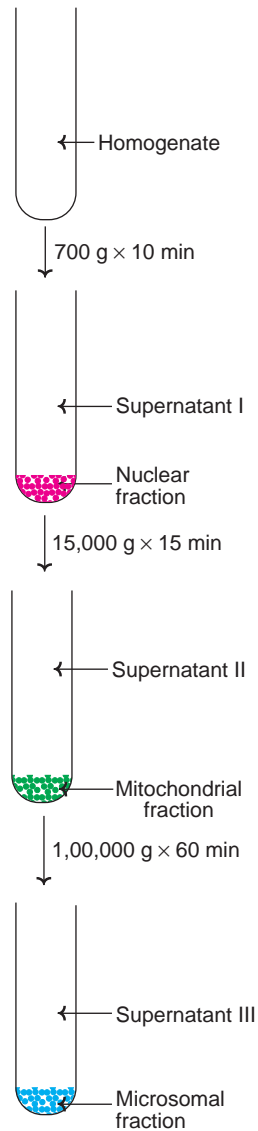 Homogenate
700 g × 10 min
Supernatant I
Nuclear
fraction
15,000 g × 15 min
Supernatant II
Mitochondrial
fraction
1,00,000 g × 60 min
Supernatant III
Microsomal
fraction